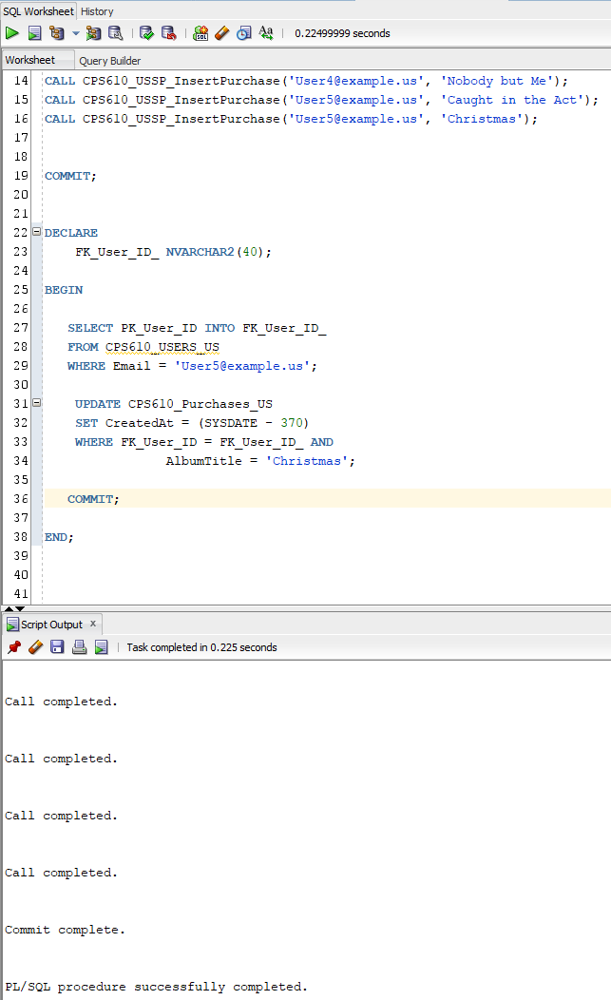 SQL Worksheet History
0.22499999 seconds
Worksheet Query Builder
14 CALL CPS610_USSP_InsertPurchase('User4@example.us', 'Nobody but Me');
15 CALL CPS610_USSP_InsertPurchase('User5@example.us', 'Caught in the Act');
16 CALL CPS610_USSP_InsertPurchase('User5@example.us', 'Christmas');
17
18
19 COMMIT;
20
21
22 DECLARE
23 FK_User_ID_ NVARCHAR2(40);
24
25 BEGIN
26
27 SELECT PK_User_ID INTO FK_User_ID_
28 FROM CPS610_USERS_US
29 WHERE Email = 'User5@example.us';
30
31 UPDATE CPS610_Purchases_US
32 SET CreatedAt = (SYSDATE - 370)
33 WHERE FK_User_ID = FK_User_ID_ AND
34 AlbumTitle = 'Christmas';
35
36 COMMIT;
37
38 END;
39
40
41
Script Output x
Task completed in 0.225 seconds
Call completed.
Call completed.
Call completed.
Call completed.
Commit complete.
PL/SQL procedure successfully completed.